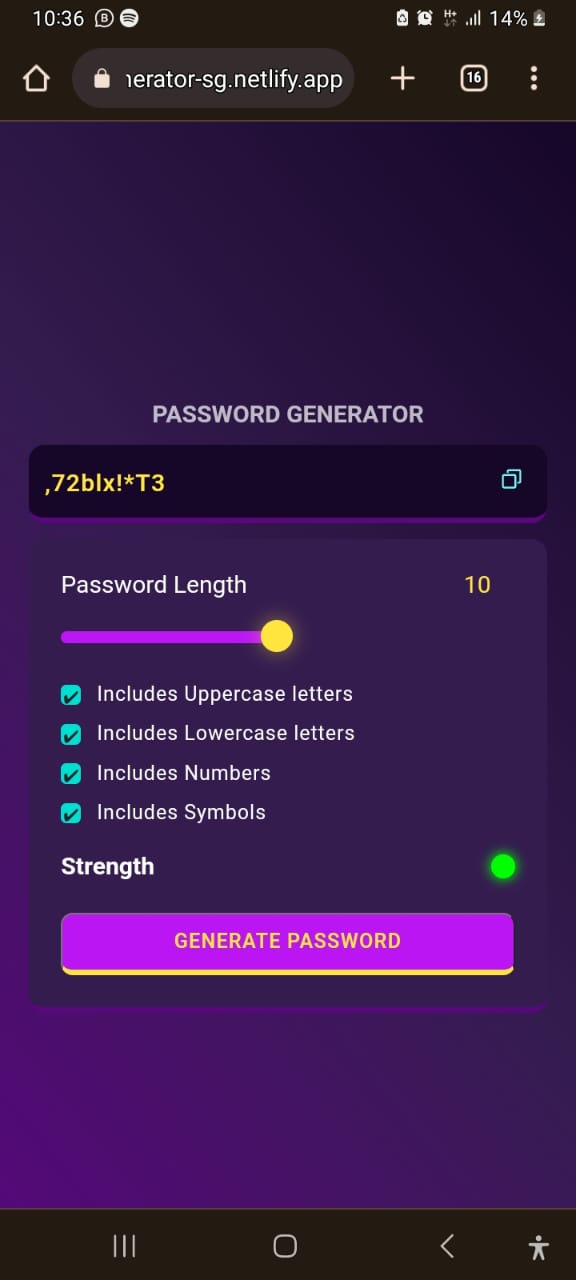 10:36 B H+ 14%
nerator-sg.netlify.app 16
PASSWORD GENERATOR
,72blx!*T3
Password Length 10
Includes Uppercase letters
Includes Lowercase letters
Includes Numbers
Includes Symbols
Strength
GENERATE PASSWORD